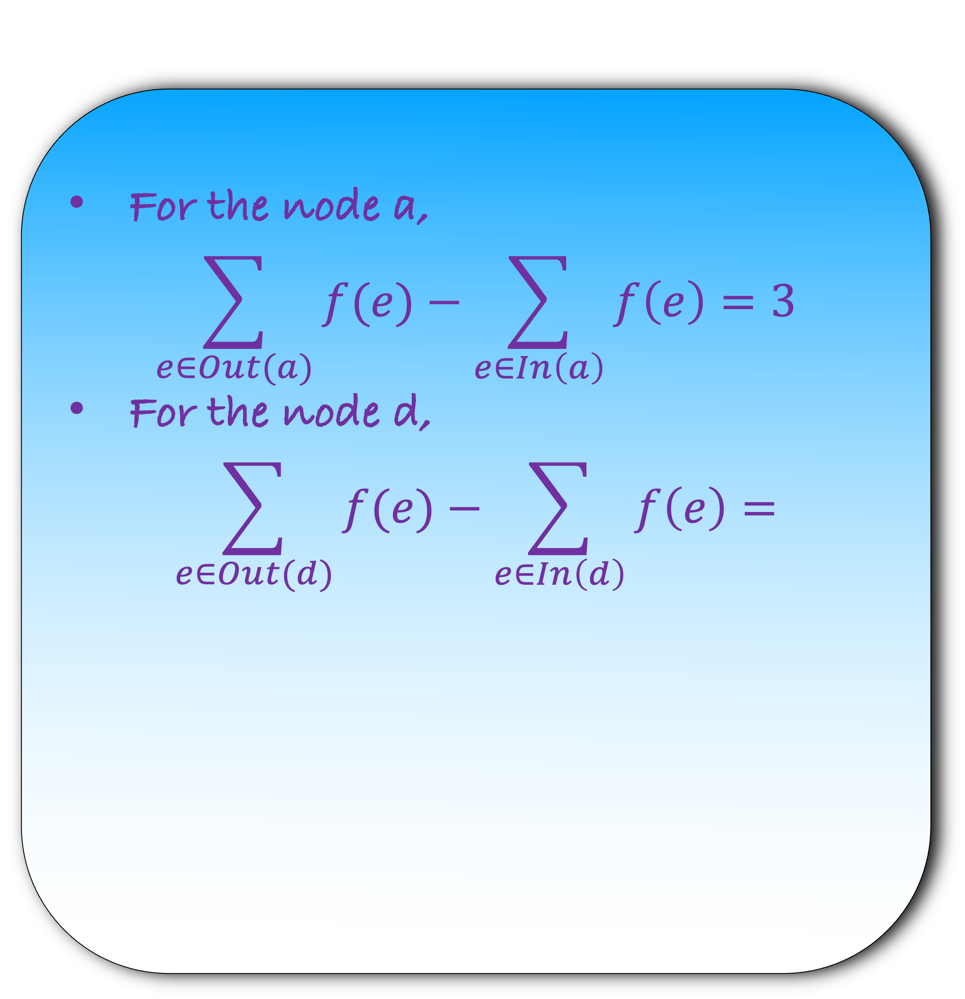 • For the node a,
∑ f(e) − ∑ f(e) = 3
e∈Out(a) e∈In(a)
• For the node d,
∑ f(e) − ∑ f(e) =
e∈Out(d) e∈In(d)